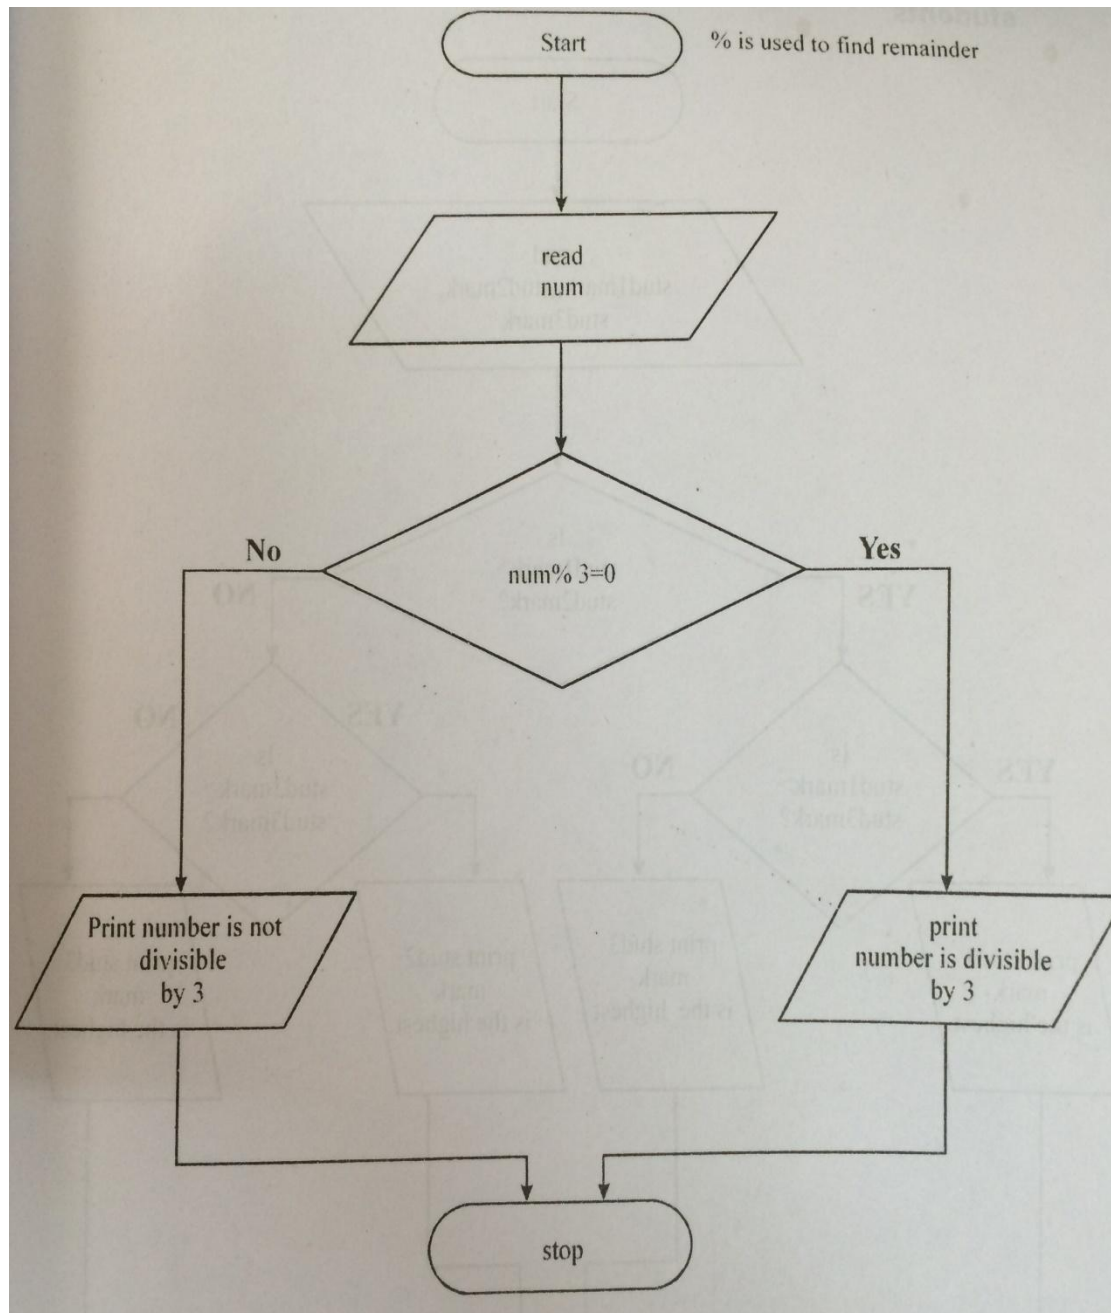 Start
% is used to find remainder
read
num
No
Yes
num% 3=0
Print number is not
divisible
by 3
print
number is divisible
by 3
stop